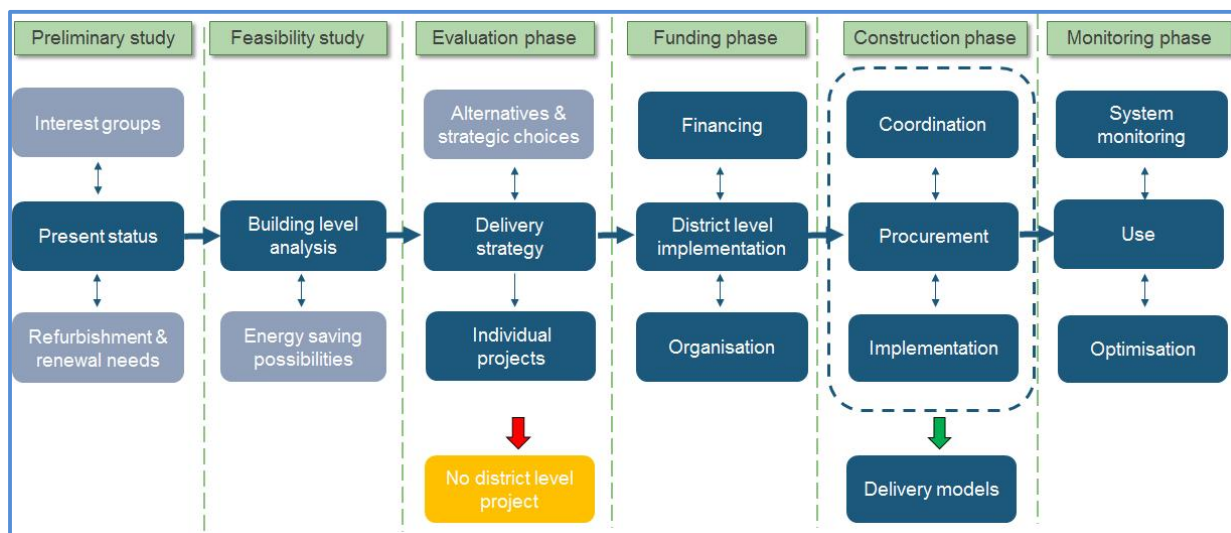 Preliminary study
Feasibility study
Evaluation phase
Funding phase
Construction phase
Monitoring phase
Interest groups
Alternatives &
strategic choices
Financing
Coordination
System
monitoring
Present status
Building level
analysis
Delivery
strategy
District level
implementation
Procurement
Use
Refurbishment &
renewal needs
Energy saving
possibilities
Individual
projects
Organisation
Implementation
Optimisation
No district level
project
Delivery models